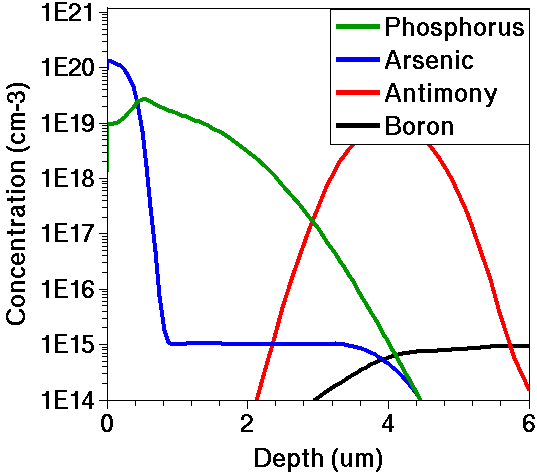 1E21
1E20
1E19
1E18
1E17
1E16
1E15
1E14
Concentration (cm-3)
Phosphorus
Arsenic
Antimony
Boron
0 2 4 6
Depth (um)